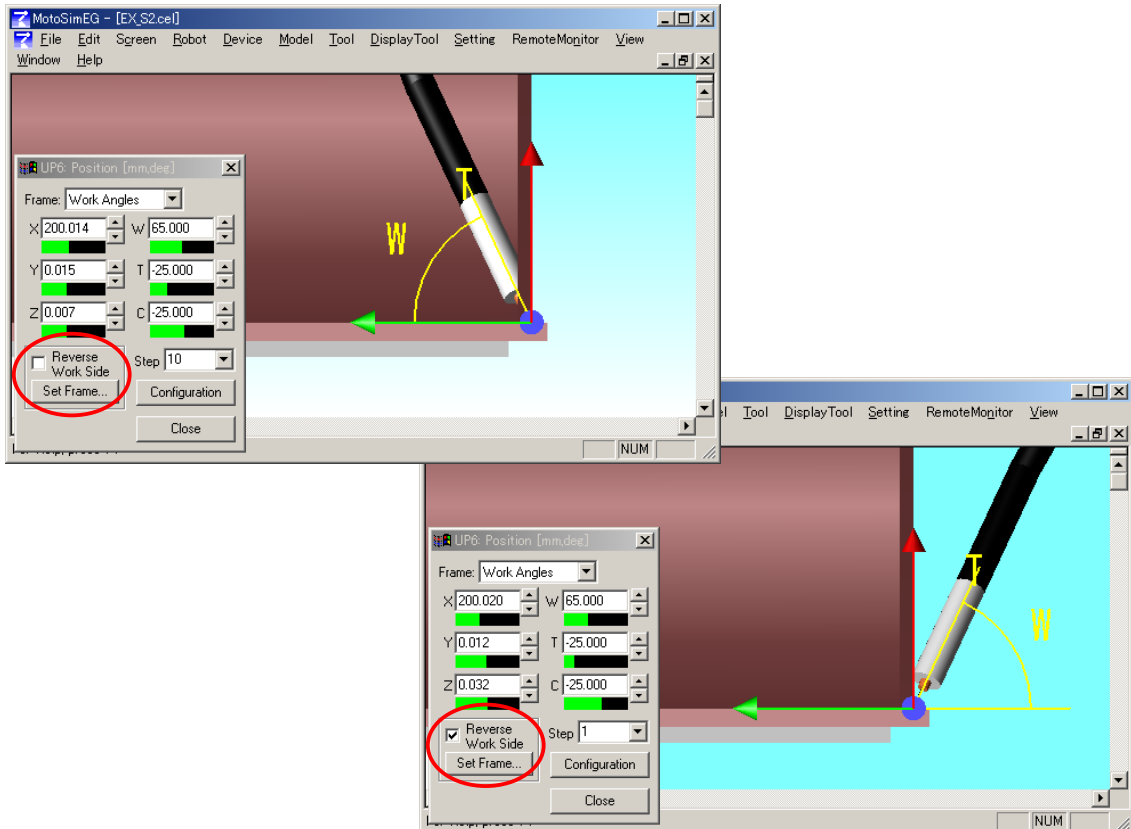 MotoSimEG - [EX_S2.cel]
File Edit Screen Robot Device Model Tool DisplayTool Setting RemoteMonitor View
Window Help
UP6: Position [mm,deg]
Frame: Work Angles
X 200.014 W 65.000
Y 0.015 T -25.000
Z 0.007 C -25.000
Reverse
Work Side
Step 10
Set Frame...
Configuration
Close
T
W
NUM
Tool DisplayTool Setting RemoteMonitor View
UP6: Position [mm,deg]
Frame: Work Angles
X 200.020 W 65.000
Y 0.012 T -25.000
Z 0.032 C -25.000
Reverse
Work Side
Step 1
Set Frame...
Configuration
Close
T
W
NUM